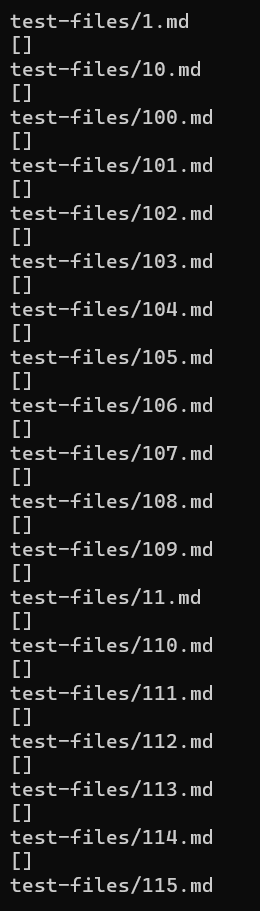 test-files/1.md
[]
test-files/10.md
[]
test-files/100.md
[]
test-files/101.md
[]
test-files/102.md
[]
test-files/103.md
[]
test-files/104.md
[]
test-files/105.md
[]
test-files/106.md
[]
test-files/107.md
[]
test-files/108.md
[]
test-files/109.md
[]
test-files/11.md
[]
test-files/110.md
[]
test-files/111.md
[]
test-files/112.md
[]
test-files/113.md
[]
test-files/114.md
[]
test-files/115.md